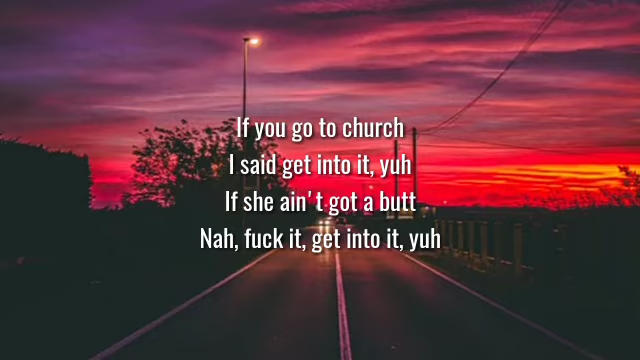 If you go to church
I said get into it, yuh
If she ain't got a butt
Nah, fuck it, get into it, yuh